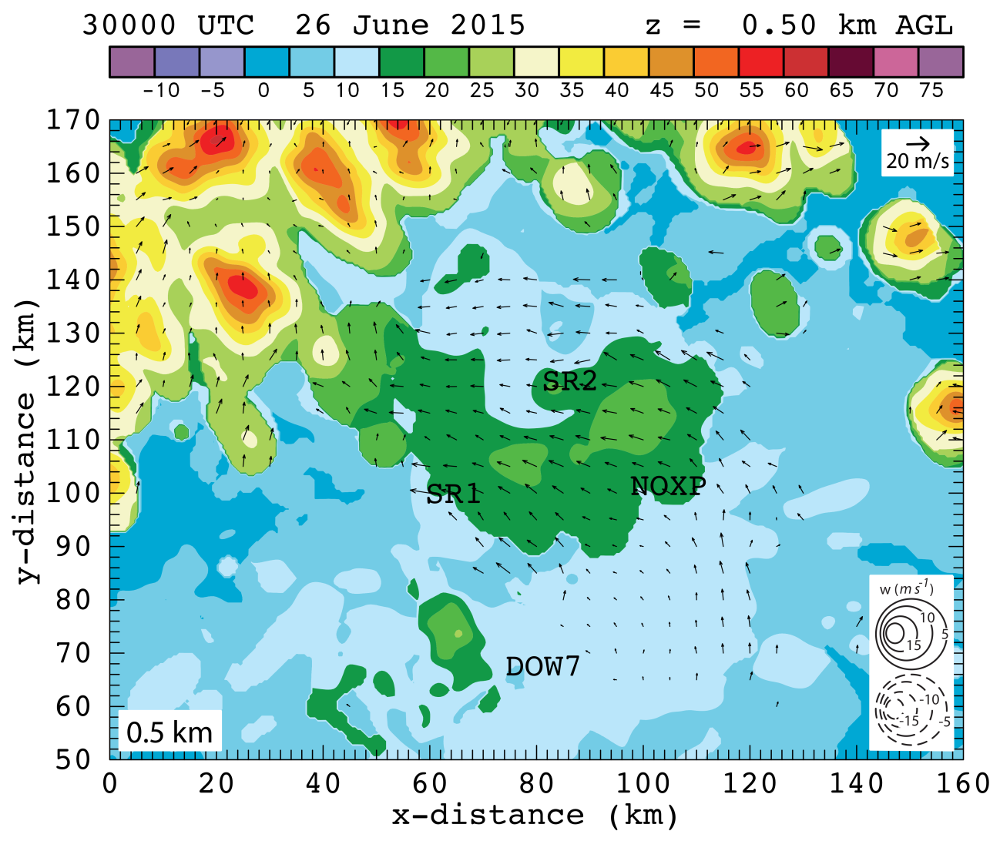 30000 UTC 26 June 2015 z = 0.50 km AGL
-10 -5 0 5 10 15 20 25 30 35 40 45 50 55 60 65 70 75
170
160
150
140
130
120
110
100
90
80
70
60
50
y-distance (km)
20 m/s
SR2
SR1
NOXP
DOW7
w (m s-1)
10
5
15
-10
-15
-5
0.5 km
0 20 40 60 80 100 120 140 160
x-distance (km)